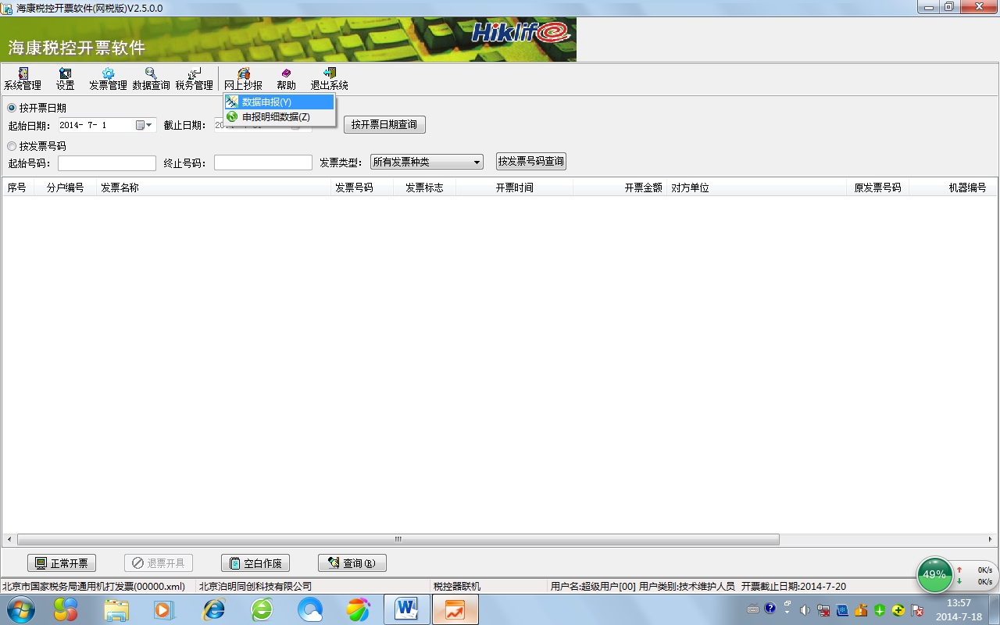 海康税控开票软件(网税版)V2.5.0.0
海康税控开票软件
Hiklife
系统管理 设置 发票管理 数据查询 税务管理 网上抄报 帮助 退出系统
数据申报(Y)
申报明细数据(Z)
按开票日期
起始日期： 2014- 7- 1 截止日期： 按开票日期查询
按发票号码
起始号码： 终止号码： 发票类型： 所有发票种类 按发票号码查询
序号 分户编号 发票名称 发票号码 发票标志 开票时间 开票金额 对方单位 原发票号码 机器编号
正常开票 退票开具 空白作废 查询(R)
49% 0K/s
0K/s
北京市国家税务局通用机打发票(00000.xml) 北京泊明同创科技有限公司 税控器联机 用户名:超级用户[00] 用户类别:技术维护人员 开票截止日期:2014-7-20
13:57
2014-7-18